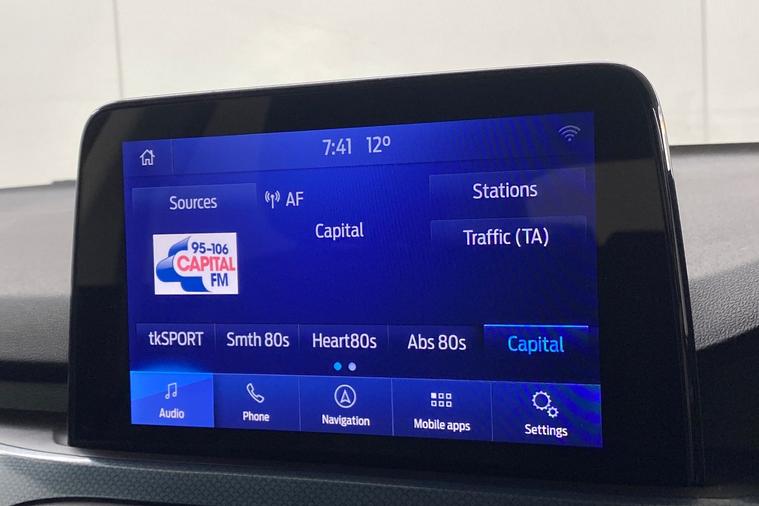 7:41 12°
Sources
AF
Stations
Capital
Traffic (TA)
95-106
CAPITAL
FM
tkSPORT
Smth 80s
Heart80s
Abs 80s
Capital
Audio
Phone
Navigation
Mobile apps
Settings